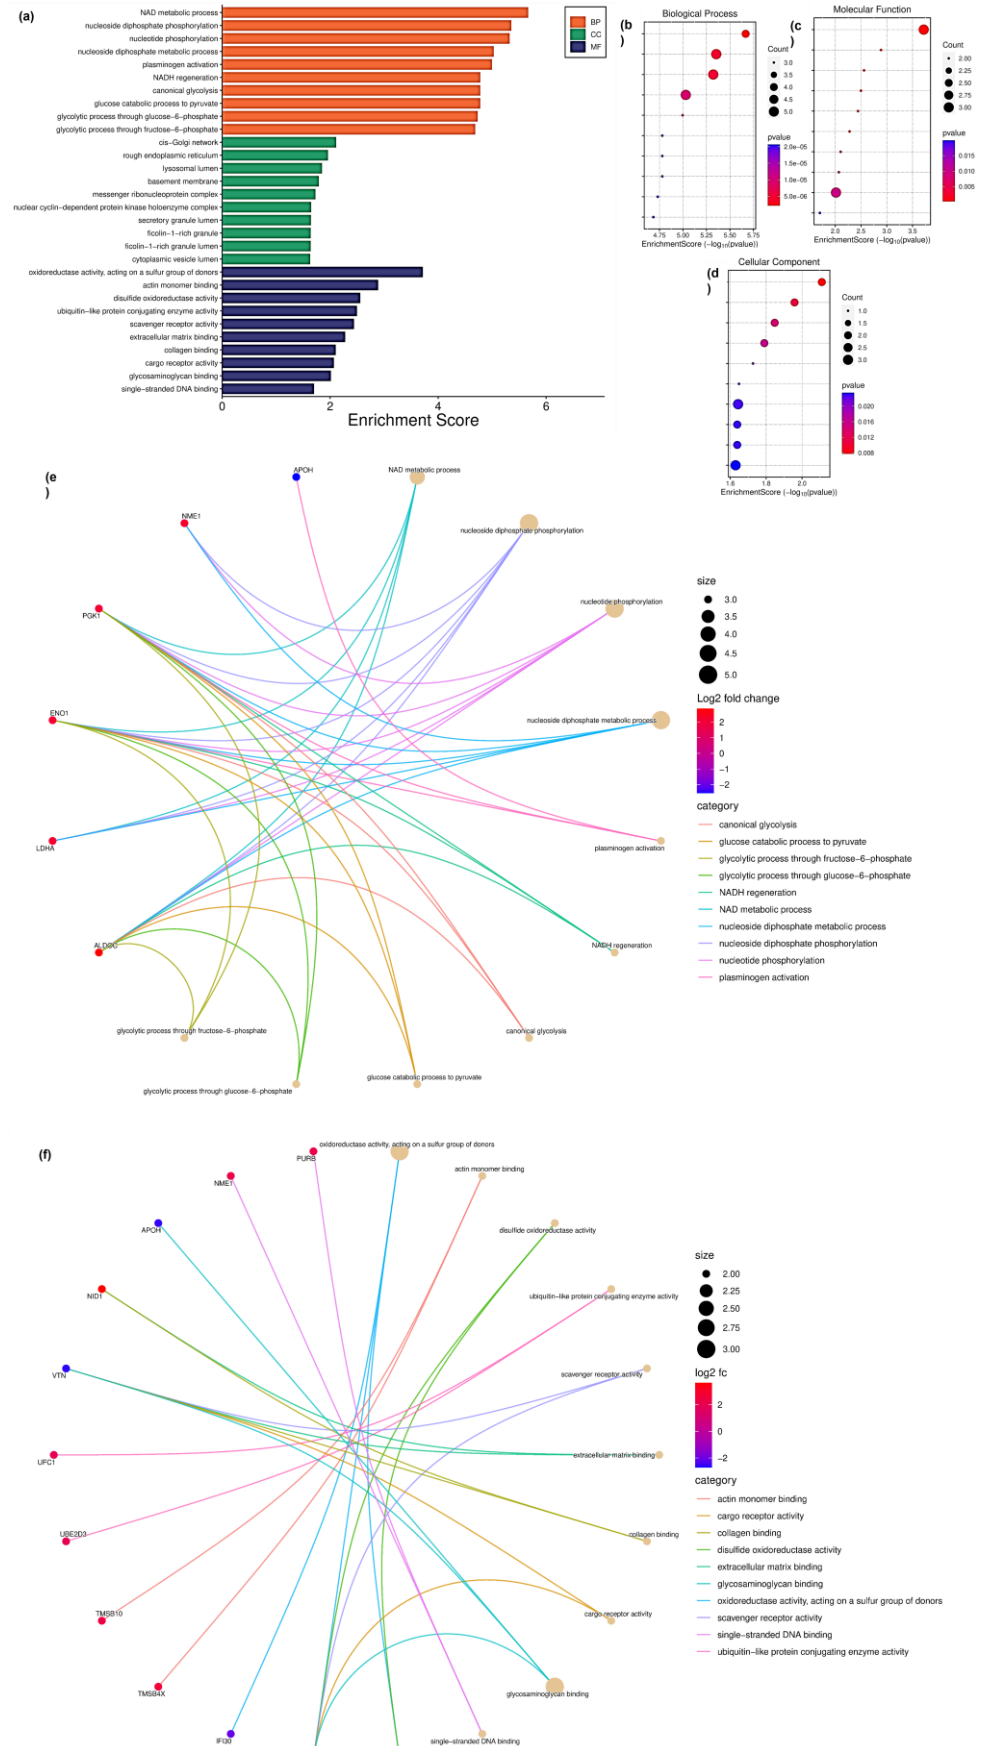 (a)
NAD metabolic process
nucleoside diphosphate phosphorylation
nucleotide phosphorylation
nucleoside diphosphate metabolic process
plasminogen activation
NADH regeneration
canonical glycolysis
glucose catabolic process to pyruvate
glycolytic process through glucose−6−phosphate
glycolytic process through fructose−6−phosphate
cis−Golgi network
rough endoplasmic reticulum
lysosomal lumen
basement membrane
messenger ribonucleoprotein complex
nuclear cyclin−dependent protein kinase holoenzyme complex
secretory granule lumen
ficolin−1−rich granule
ficolin−1−rich granule lumen
cytoplasmic vesicle lumen
oxidoreductase activity, acting on a sulfur group of donors
actin monomer binding
disulfide oxidoreductase activity
ubiquitin−like protein conjugating enzyme activity
scavenger receptor activity
extracellular matrix binding
collagen binding
cargo receptor activity
glycosaminoglycan binding
single−stranded DNA binding
0 2 4 6
Enrichment Score
BP
CC
MF
(b
)
Biological Process
4.75 5.00 5.25 5.50 5.75
EnrichmentScore (−log10(pvalue))
Count
3.0
3.5
4.0
4.5
5.0
pvalue
2.0e−05
1.5e−05
1.0e−05
5.0e−06
(c
)
Molecular Function
2.0 2.5 3.0 3.5
EnrichmentScore (−log10(pvalue))
Count
2.00
2.25
2.50
2.75
3.00
pvalue
0.015
0.010
0.005
(d
)
Cellular Component
1.6 1.8 2.0
EnrichmentScore (−log10(pvalue))
Count
1.0
1.5
2.0
2.5
3.0
pvalue
0.020
0.016
0.012
0.008
(e
)
APOH
NAD metabolic process
NME1
nucleoside diphosphate phosphorylation
PGK1
nucleotide phosphorylation
ENO1
nucleoside diphosphate metabolic process
LDHA
plasminogen activation
ALDOC
NADH regeneration
glycolytic process through fructose−6−phosphate
canonical glycolysis
glycolytic process through glucose−6−phosphate
glucose catabolic process to pyruvate
size
3.0
3.5
4.0
4.5
5.0
Log2 fold change
2
1
0
−1
−2
category
canonical glycolysis
glucose catabolic process to pyruvate
glycolytic process through fructose−6−phosphate
glycolytic process through glucose−6−phosphate
NADH regeneration
NAD metabolic process
nucleoside diphosphate metabolic process
nucleoside diphosphate phosphorylation
nucleotide phosphorylation
plasminogen activation
(f)
PURB
oxidoreductase activity, acting on a sulfur group of donors
NME1
actin monomer binding
APOH
disulfide oxidoreductase activity
NID1
ubiquitin−like protein conjugating enzyme activity
VTN
scavenger receptor activity
UFC1
extracellular matrix binding
UBE2D3
collagen binding
TMSB10
cargo receptor activity
TMSB4X
glycosaminoglycan binding
IFI30
single−stranded DNA binding
size
2.00
2.25
2.50
2.75
3.00
log2 fc
2
0
−2
category
actin monomer binding
cargo receptor activity
collagen binding
disulfide oxidoreductase activity
extracellular matrix binding
glycosaminoglycan binding
oxidoreductase activity, acting on a sulfur group of donors
scavenger receptor activity
single−stranded DNA binding
ubiquitin−like protein conjugating enzyme activity